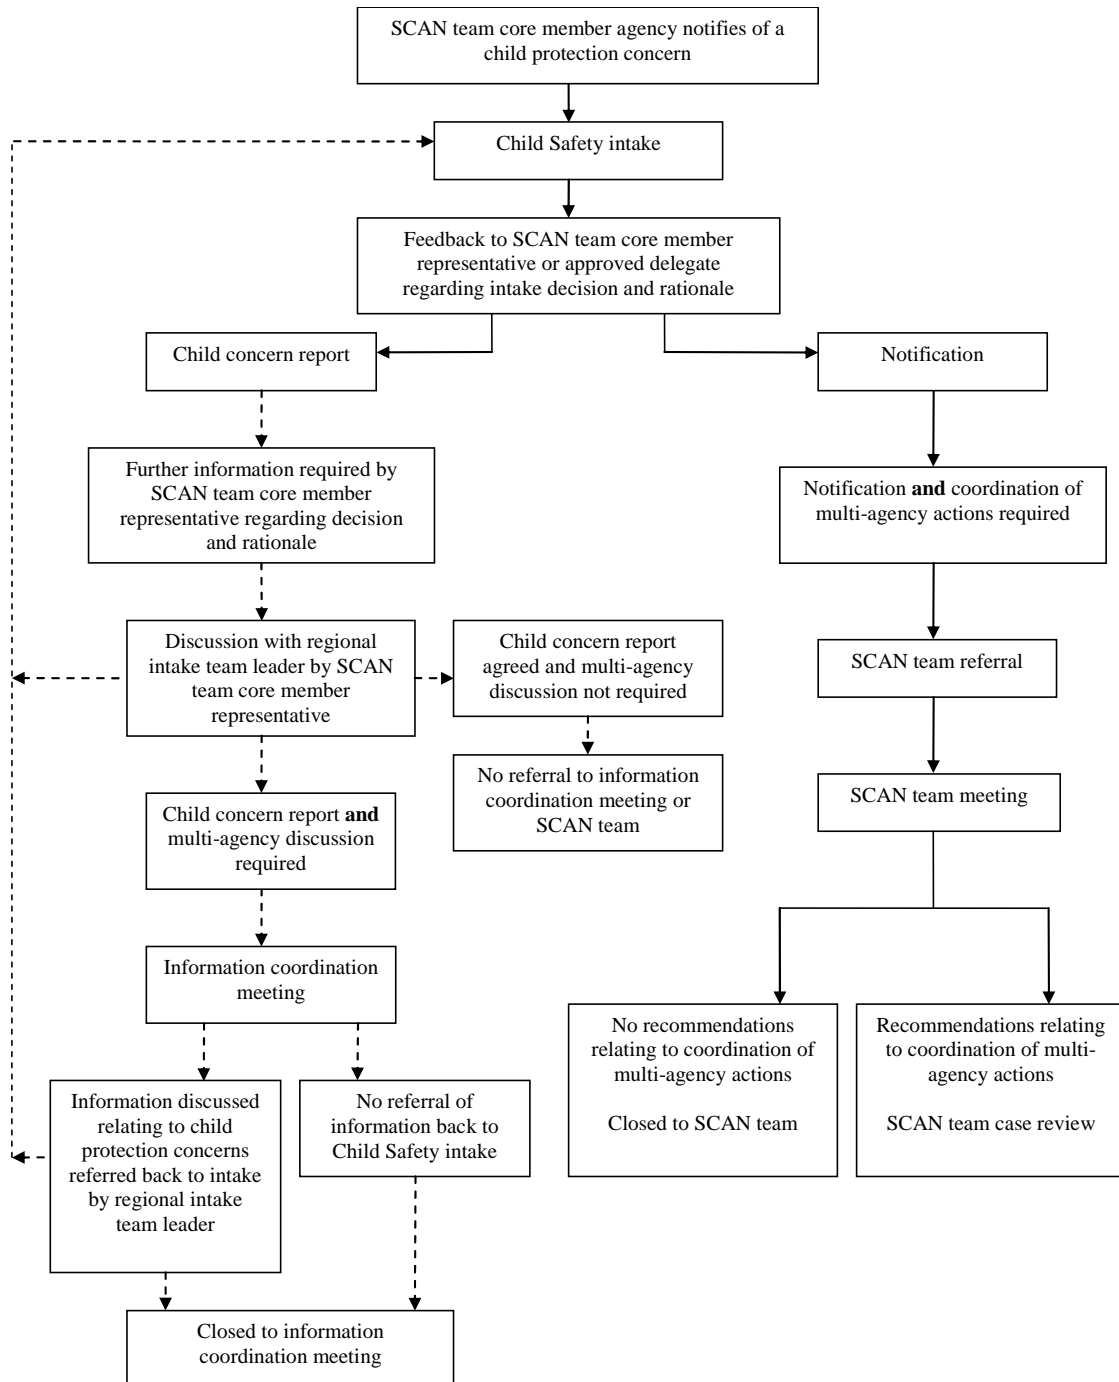 SCAN team core member agency notifies of a
child protection concern
Child Safety intake
Feedback to SCAN team core member
representative or approved delegate
regarding intake decision and rationale
Child concern report
Notification
Further information required by
SCAN team core member
representative regarding decision
and rationale
Notification and coordination of
multi-agency actions required
Discussion with regional
intake team leader by SCAN
team core member
representative
Child concern report
agreed and multi-agency
discussion not required
SCAN team referral
No referral to information
coordination meeting or
SCAN team
SCAN team meeting
Child concern report and
multi-agency discussion
required
Information coordination
meeting
No recommendations
relating to coordination of
multi-agency actions
Closed to SCAN team
Recommendations relating
to coordination of multi-
agency actions
SCAN team case review
Information discussed
relating to child
protection concerns
referred back to intake
by regional intake
team leader
No referral of
information back to
Child Safety intake
Closed to information
coordination meeting